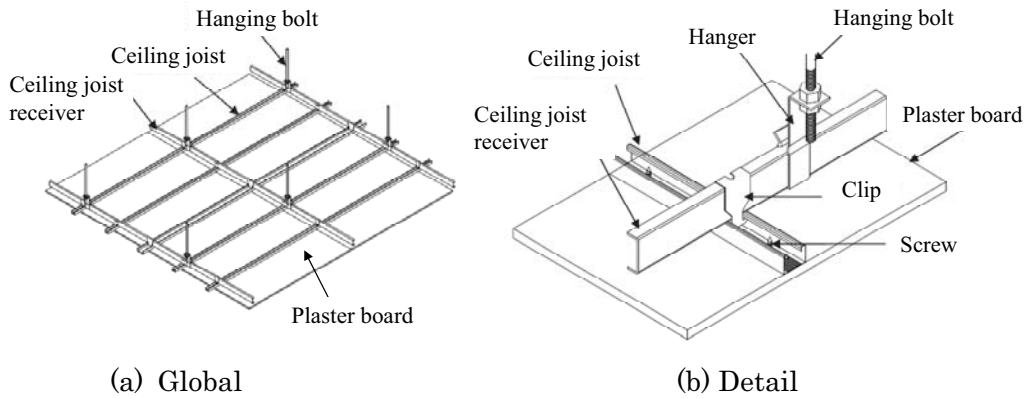 Hanging bolt
Ceiling joist
Ceiling joist
receiver
Plaster board
(a) Global
Hanging bolt
Hanger
Ceiling joist
Ceiling joist
receiver
Plaster board
Clip
Screw
(b) Detail